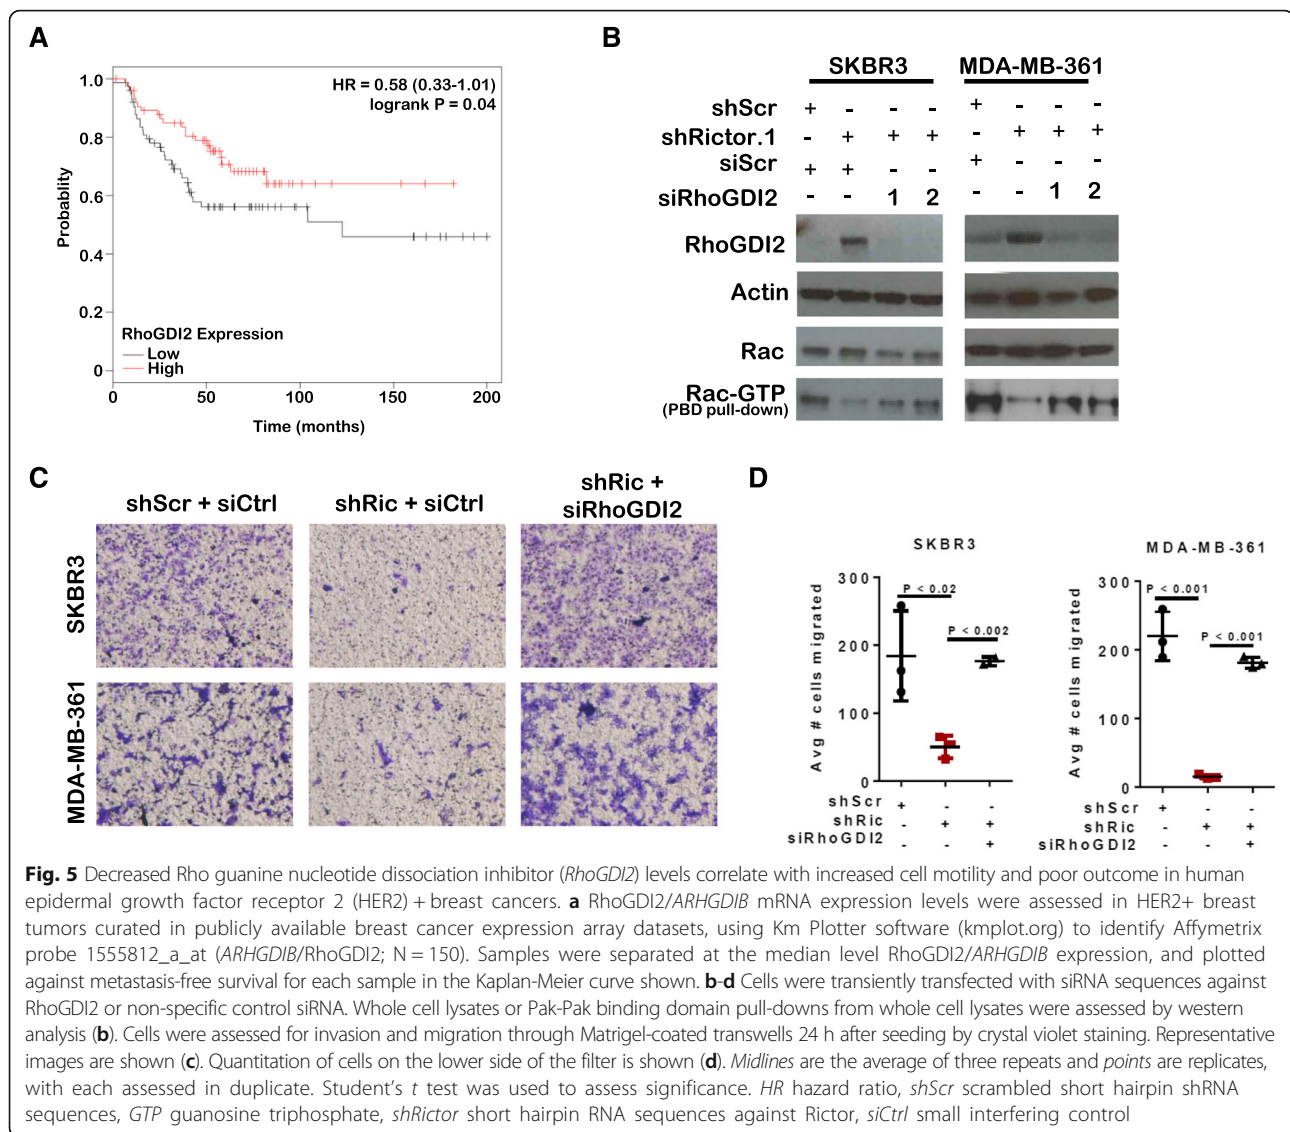 A
HR = 0.58 (0.33-1.01)
logrank P = 0.04
1.0
0.8
0.6
0.4
0.2
0
Probablity
RhoGDI2 Expression
Low
High
0 50 100 150 200
Time (months)
B
SKBR3 MDA-MB-361
shScr + - - - + - - -
shRictor.1 - + + + - + + +
siScr + + - - + - - -
siRhoGDI2 - - 1 2 - - 1 2
RhoGDI2
Actin
Rac
Rac-GTP
(PBD pull-down)
C
shScr + siCtrl shRic + siCtrl shRic +
siRhoGDI2
SKBR3
MDA-MB-361
D
SKBR3
300
200
100
0
Avg # cells migrated
P < 0.02
P < 0.002
shScr + - -
shRic - + +
siRhoGDI2 - - +
MDA-MB-361
300
200
100
0
Avg # cells migrated
P < 0.001
P < 0.001
shScr + - -
shRic - + +
siRhoGDI2 - - +
Fig. 5 Decreased Rho guanine nucleotide dissociation inhibitor (RhoGDI2) levels correlate with increased cell motility and poor outcome in human
epidermal growth factor receptor 2 (HER2) + breast cancers. a RhoGDI2/ARHGDIB mRNA expression levels were assessed in HER2+ breast
tumors curated in publicly available breast cancer expression array datasets, using Km Plotter software (kmplot.org) to identify Affymetrix
probe 1555812_a_at (ARHGDIB/RhoGDI2; N = 150). Samples were separated at the median level RhoGDI2/ARHGDIB expression, and plotted
against metastasis-free survival for each sample in the Kaplan-Meier curve shown. b-d Cells were transiently transfected with siRNA sequences against
RhoGDI2 or non-specific control siRNA. Whole cell lysates or Pak-Pak binding domain pull-downs from whole cell lysates were assessed by western
analysis (b). Cells were assessed for invasion and migration through Matrigel-coated transwells 24 h after seeding by crystal violet staining. Representative
images are shown (c). Quantitation of cells on the lower side of the filter is shown (d). Midlines are the average of three repeats and points are replicates,
with each assessed in duplicate. Student's t test was used to assess significance. HR hazard ratio, shScr scrambled short hairpin shRNA
sequences, GTP guanosine triphosphate, shRictor short hairpin RNA sequences against Rictor, siCtrl small interfering control